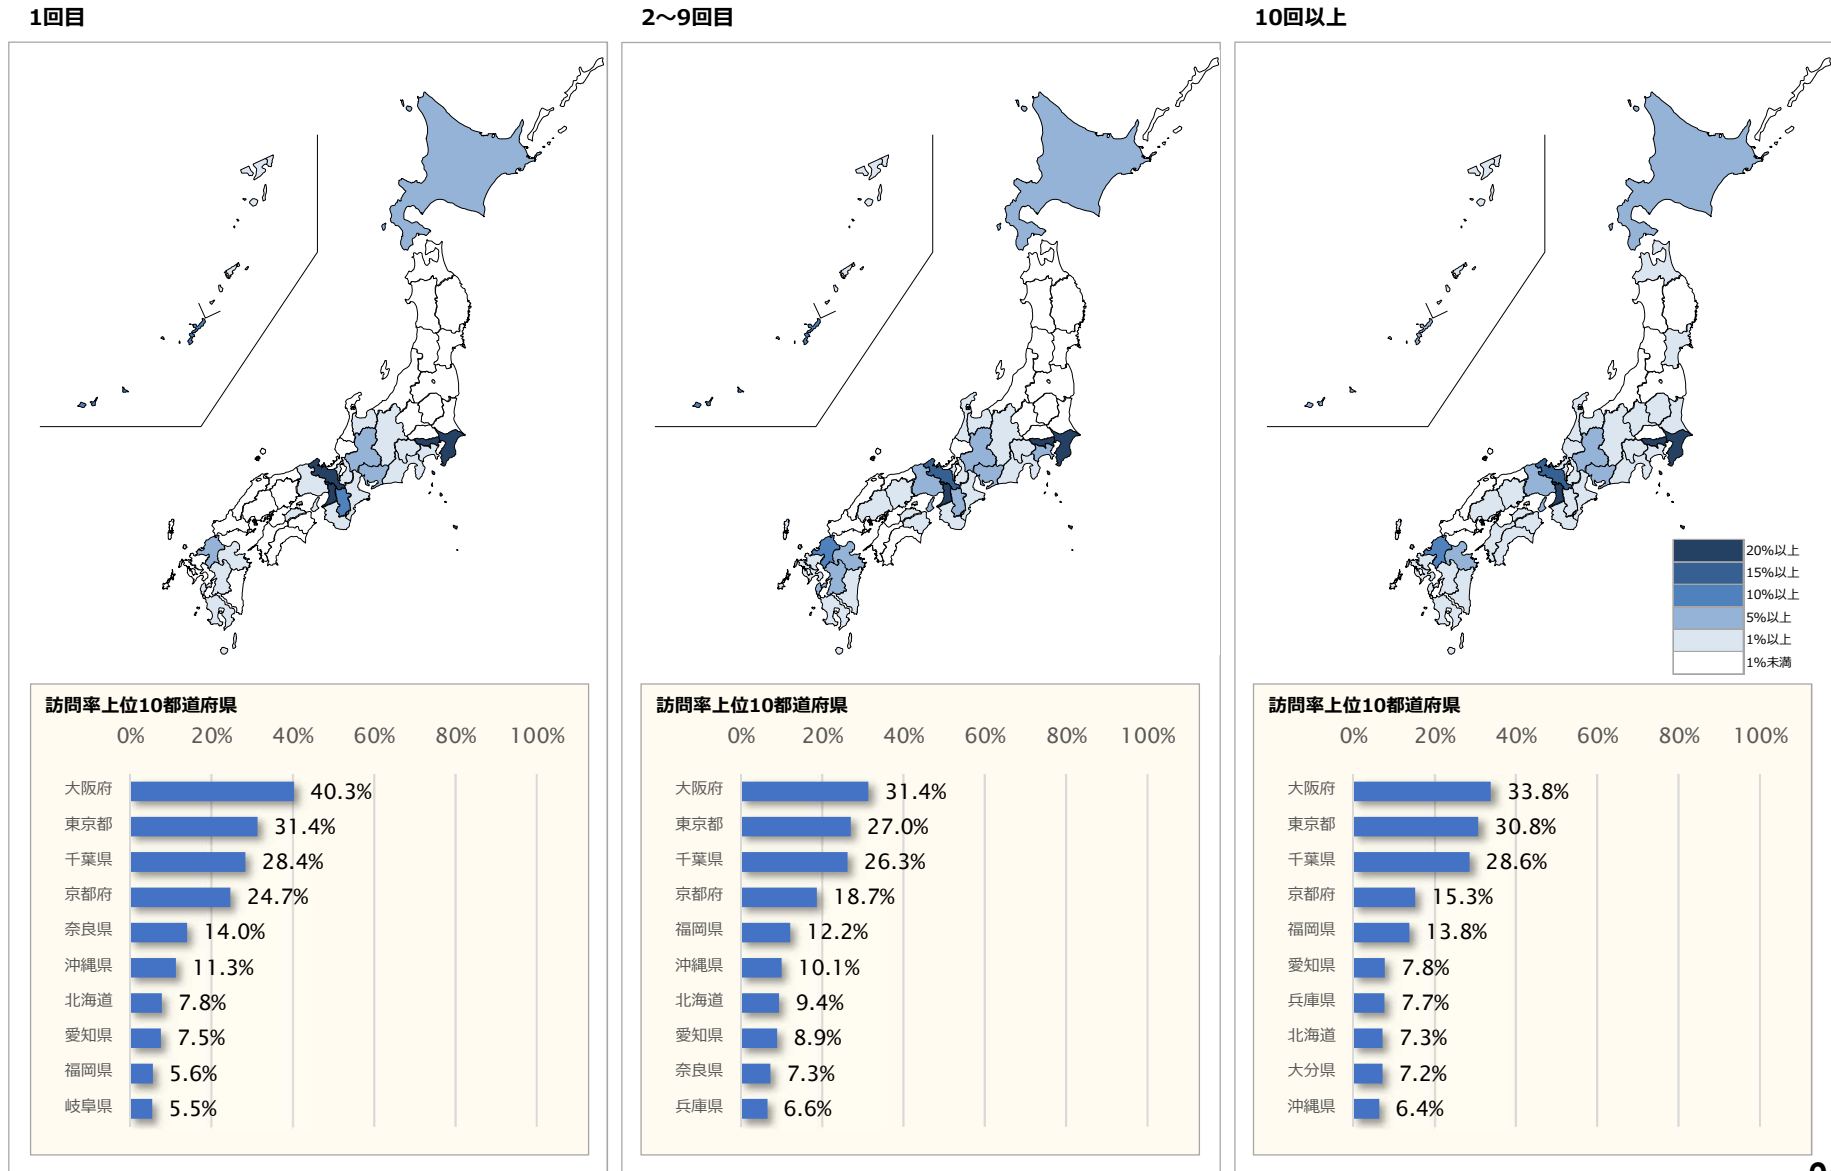 1回目
2～9回目
10回以上
20%以上
15%以上
10%以上
5%以上
1%以上
1%未満
訪問率上位10都道府県
0% 20% 40% 60% 80% 100%
大阪府 40.3%
東京都 31.4%
千葉県 28.4%
京都府 24.7%
奈良県 14.0%
沖縄県 11.3%
北海道 7.8%
愛知県 7.5%
福岡県 5.6%
岐阜県 5.5%
訪問率上位10都道府県
0% 20% 40% 60% 80% 100%
大阪府 31.4%
東京都 27.0%
千葉県 26.3%
京都府 18.7%
福岡県 12.2%
沖縄県 10.1%
北海道 9.4%
愛知県 8.9%
奈良県 7.3%
兵庫県 6.6%
訪問率上位10都道府県
0% 20% 40% 60% 80% 100%
大阪府 33.8%
東京都 30.8%
千葉県 28.6%
京都府 15.3%
福岡県 13.8%
愛知県 7.8%
兵庫県 7.7%
北海道 7.3%
大分県 7.2%
沖縄県 6.4%